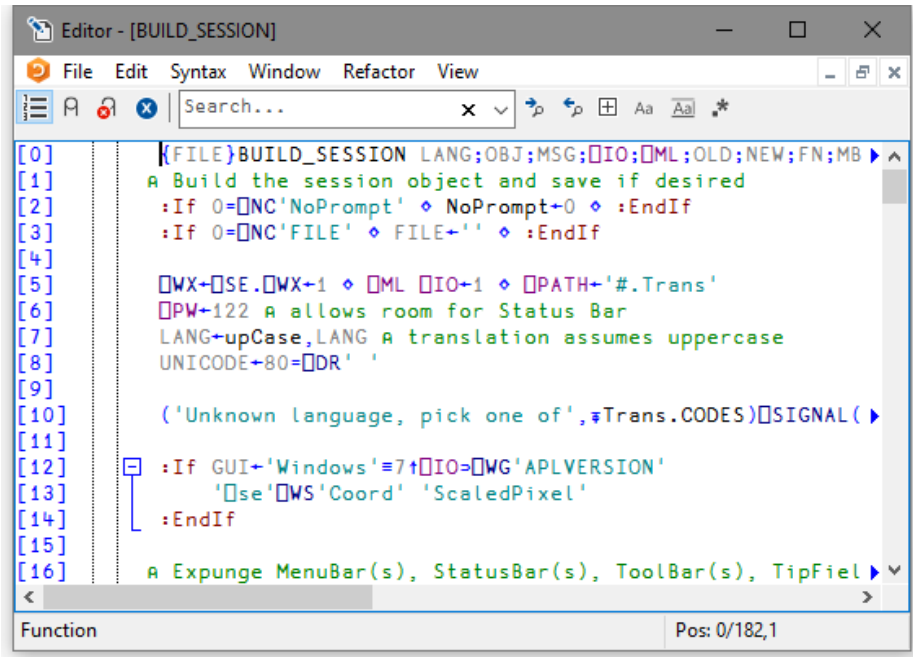 Editor - [BUILD_SESSION]
File Edit Syntax Window Refactor View
Search... Aa Aa .*
[0] {FILE}BUILD_SESSION LANG;OBJ;MSG;⎕IO;⎕ML;OLD;NEW;FN;MB
[1] ⍝ Build the session object and save if desired
[2] :If 0=⎕NC'NoPrompt' ⋄ NoPrompt←0 ⋄ :EndIf
[3] :If 0=⎕NC'FILE' ⋄ FILE←'' ⋄ :EndIf
[4]
[5] ⎕WX←⎕SE.⎕WX←1 ⋄ ⎕ML ⎕IO←1 ⋄ ⎕PATH←'#.Trans'
[6] ⎕PW←122 ⍝ allows room for Status Bar
[7] LANG←upCase,LANG ⍝ translation assumes uppercase
[8] UNICODE←80=⎕DR' '
[9]
[10] ('Unknown language, pick one of',⍕Trans.CODES)⎕SIGNAL(
[11]
[12] :If GUI←'Windows'≡7↑⎕IO⊃⎕WG'APLVERSION'
[13] '⎕se'⎕WS'Coord' 'ScaledPixel'
[14] :EndIf
[15]
[16] ⍝ Expunge MenuBar(s), StatusBar(s), ToolBar(s), TipFiel
Function Pos: 0/182,1